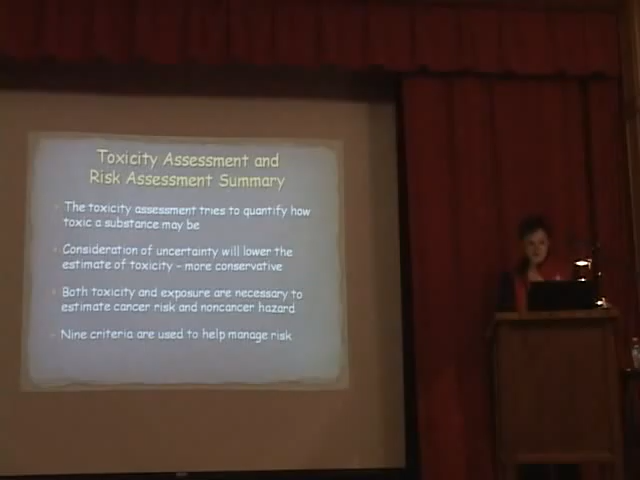 Toxicity Assessment and
Risk Assessment Summary
The toxicity assessment tries to quantify how
toxic a substance may be
Consideration of uncertainty will lower the
estimate of toxicity – more conservative
Both toxicity and exposure are necessary to
estimate cancer risk and noncancer hazard
Nine criteria are used to help manage risk